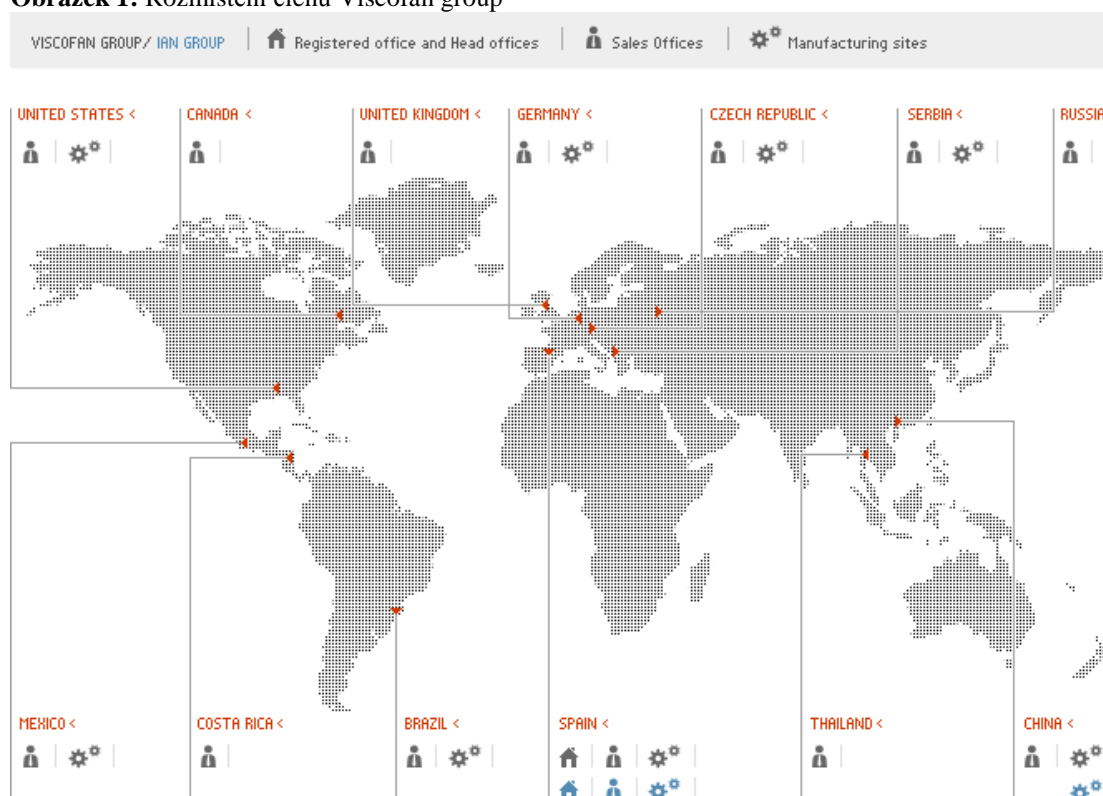 Obrázek 1: Rozmístění členů Viscofan group
VISCOFAN GROUP/ IAN GROUP Registered office and Head offices Sales Offices Manufacturing sites
UNITED STATES < CANADA < UNITED KINGDOM < GERMANY < CZECH REPUBLIC < SERBIA < RUSSIA
MEXICO < COSTA RICA < BRAZIL < SPAIN < THAILAND < CHINA <